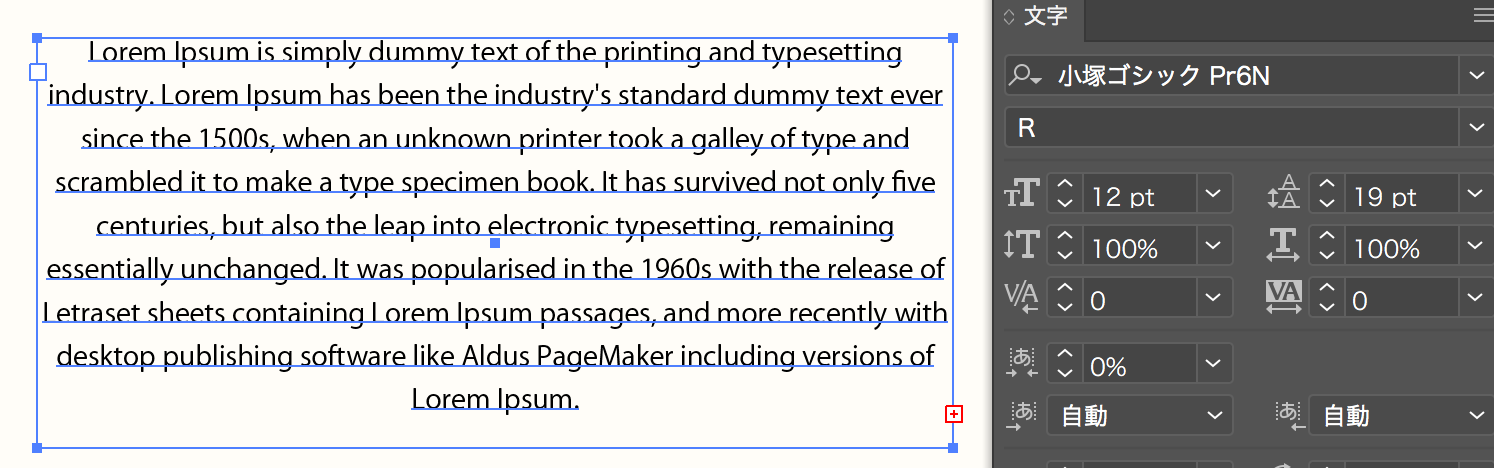 Lorem Ipsum is simply dummy text of the printing and typesetting
industry. Lorem Ipsum has been the industry's standard dummy text ever
since the 1500s, when an unknown printer took a galley of type and
scrambled it to make a type specimen book. It has survived not only five
centuries, but also the leap into electronic typesetting, remaining
essentially unchanged. It was popularised in the 1960s with the release of
Letraset sheets containing Lorem Ipsum passages, and more recently with
desktop publishing software like Aldus PageMaker including versions of
Lorem Ipsum.
文字
小塚ゴシック Pr6N
R
12 pt
19 pt
100%
100%
0
0
0%
自動
自動